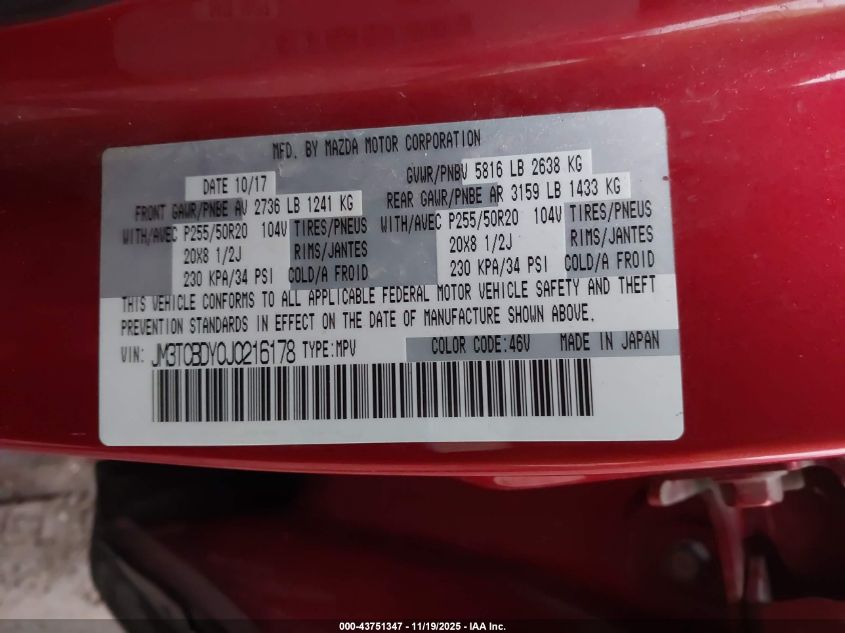 MFD. BY MAZDA MOTOR CORPORATION
DATE 10/17
GVWR/PNBV 5816 LB 2638 KG
FRONT GAWR/PNBE AV 2736 LB 1241 KG
REAR GAWR/PNBE AR 3159 LB 1433 KG
WITH/AVEC P255/50R20 104V TIRES/PNEUS
WITH/AVEC P255/50R20 104V TIRES/PNEUS
20X8 1/2J RIMS/JANTES
20X8 1/2J RIMS/JANTES
230 KPA/34 PSI COLD/A FROID
230 KPA/34 PSI COLD/A FROID
THIS VEHICLE CONFORMS TO ALL APPLICABLE FEDERAL MOTOR VEHICLE SAFETY AND THEFT
PREVENTION STANDARDS IN EFFECT ON THE DATE OF MANUFACTURE SHOWN ABOVE.
VIN: JM3TCBDY0J0216178 TYPE:MPV COLOR CODE:46V MADE IN JAPAN
000-43751347 - 11/19/2025 - IAA Inc.